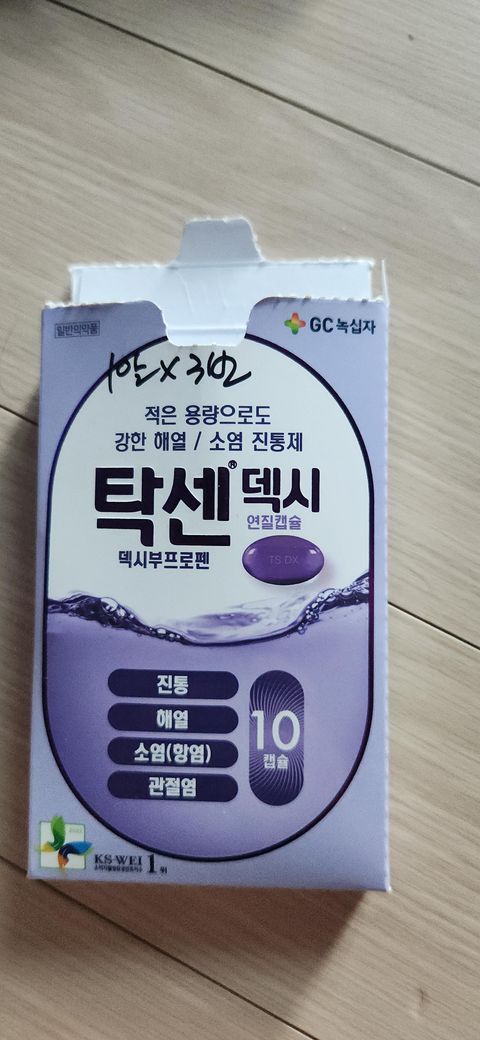 일반의약품
GC 녹십자
1알 x 3번
적은 용량으로도
강한 해열 / 소염 진통제
탁센® 덱시
연질캡슐
덱시부프로펜
TS DX
진통
해열
소염(항염)
관절염
10
캡슐
KS-WEI 1위